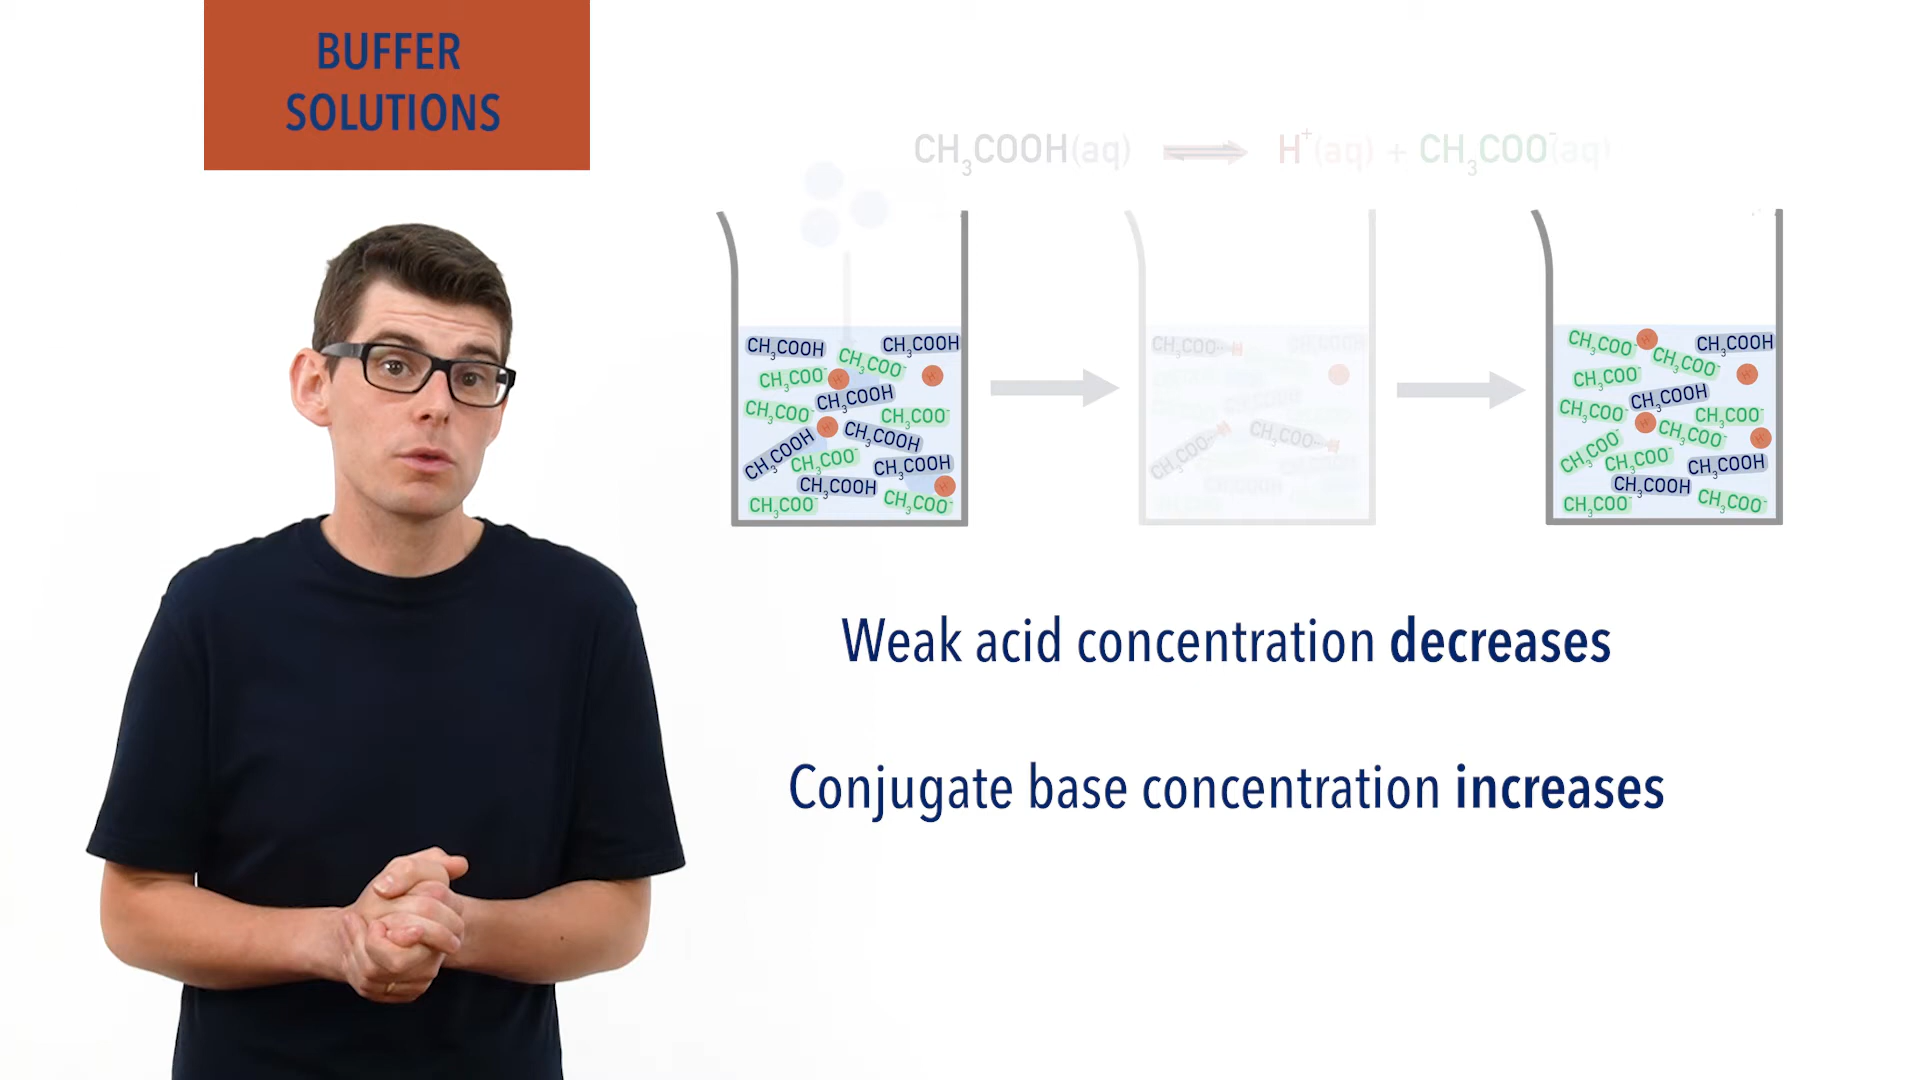 BUFFER
SOLUTIONS
CH₃COOH(aq) ⇌ H⁺(aq) + CH₃COO⁻(aq)
CH₃COOH
CH₃COOH
CH₃COO⁻
CH₃COO⁻
H⁺
H⁺
CH₃COOH
CH₃COO⁻
CH₃COO⁻
H⁺
CH₃COOH
CH₃COOH
CH₃COO⁻
CH₃COOH
CH₃COOH
H⁺
CH₃COO⁻
CH₃COO⁻
CH₃COO⁻ H
CH₃COO⁻ H
CH₃COO⁻ H
CH₃COO⁻
H⁺
CH₃COOH
CH₃COO⁻
CH₃COO⁻
H⁺
CH₃COOH
CH₃COO⁻
CH₃COO⁻
H⁺
CH₃COO⁻
H⁺
CH₃COO⁻
CH₃COO⁻
CH₃COOH
CH₃COOH
CH₃COO⁻
CH₃COO⁻
Weak acid concentration decreases
Conjugate base concentration increases